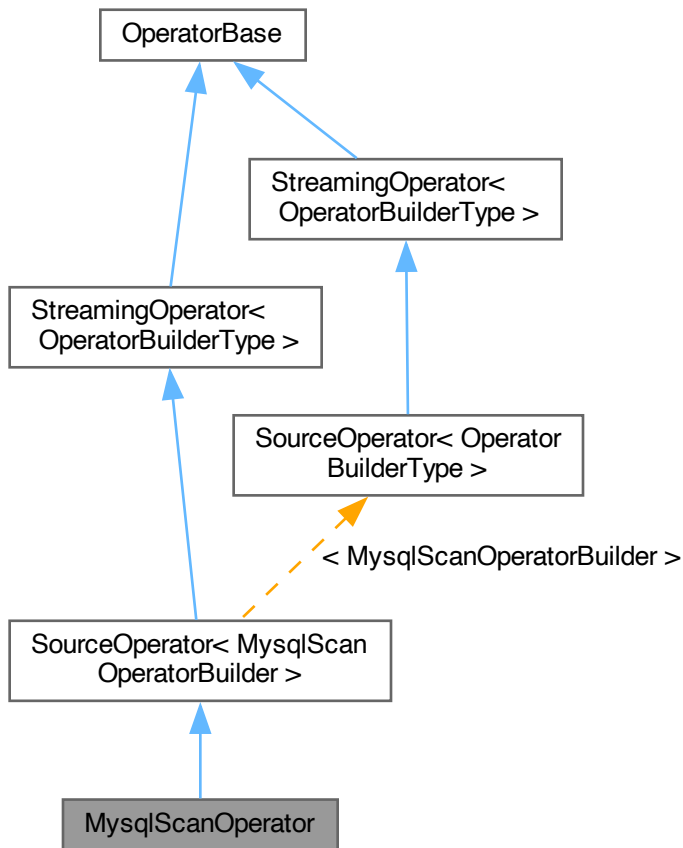 OperatorBase
StreamingOperator<
OperatorBuilderType >
StreamingOperator<
OperatorBuilderType >
SourceOperator< Operator
BuilderType >
< MysqlScanOperatorBuilder >
SourceOperator< MysqlScan
OperatorBuilder >
MysqlScanOperator